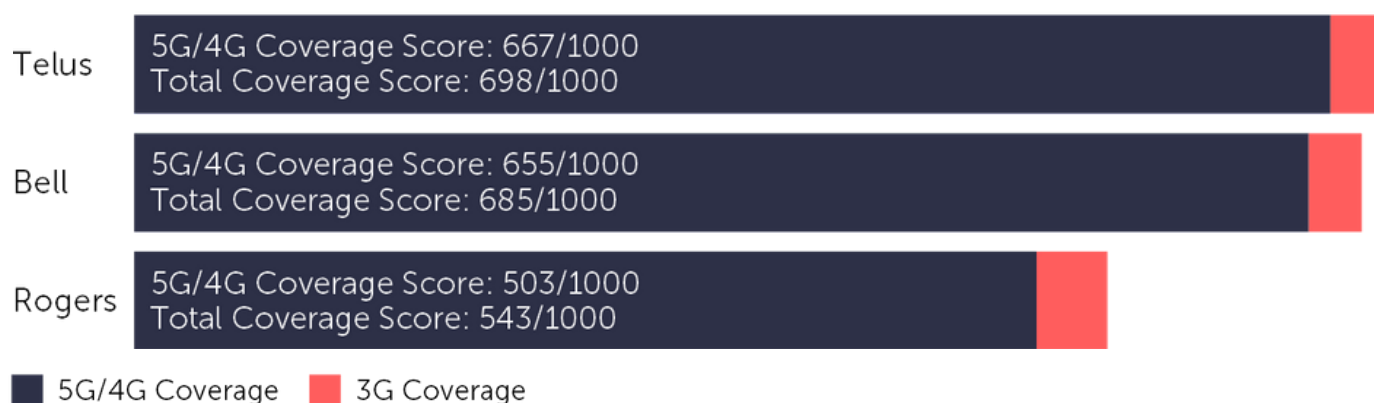 Telus
5G/4G Coverage Score: 667/1000
Total Coverage Score: 698/1000
Bell
5G/4G Coverage Score: 655/1000
Total Coverage Score: 685/1000
Rogers
5G/4G Coverage Score: 503/1000
Total Coverage Score: 543/1000
5G/4G Coverage 3G Coverage